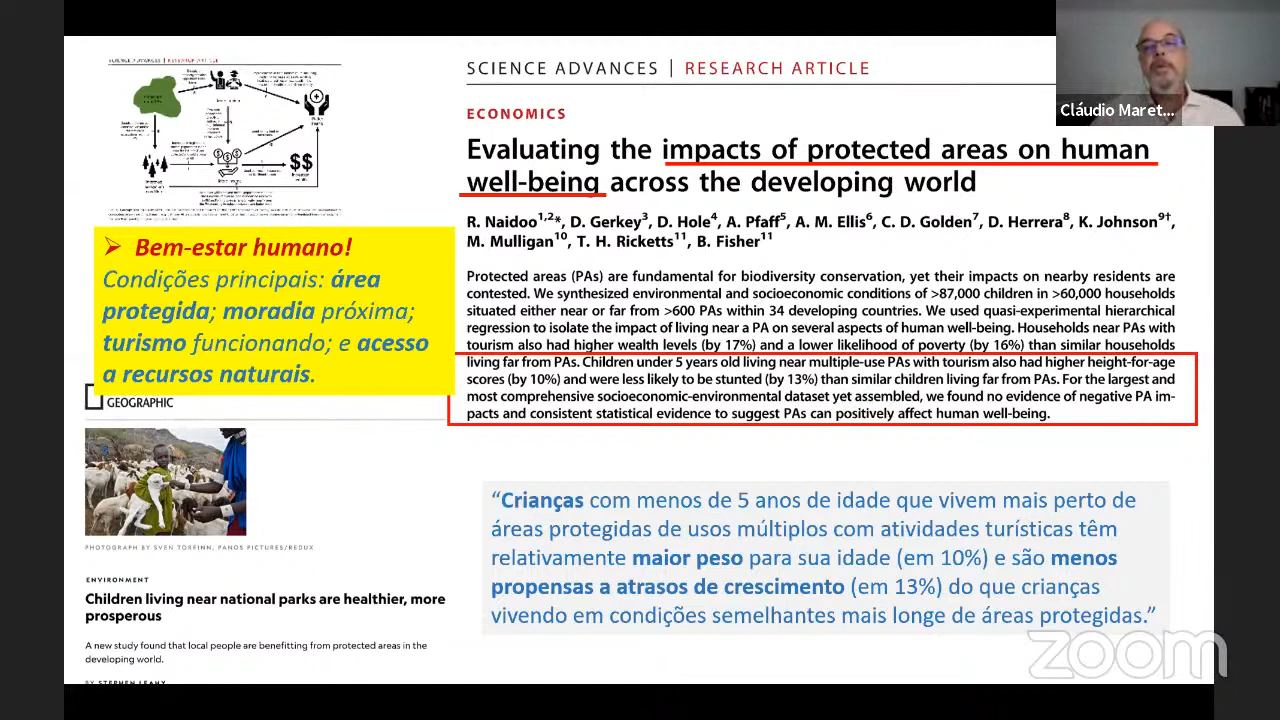 SCIENCE ADVANCES | RESEARCH ARTICLE
$$
➢ Bem-estar humano!
Condições principais: área
protegida; moradia próxima;
turismo funcionando; e acesso
a recursos naturais.
GEOGRAPHIC
PHOTOGRAPH BY SVEN TORFINN, PANOS PICTURES/REDUX
ENVIRONMENT
Children living near national parks are healthier, more
prosperous
A new study found that local people are benefitting from protected areas in the
developing world.
BY STEPHEN LEAHY
SCIENCE ADVANCES | RESEARCH ARTICLE
ECONOMICS
Evaluating the impacts of protected areas on human
well-being across the developing world
R. Naidoo1,2*, D. Gerkey3, D. Hole4, A. Pfaff5, A. M. Ellis6, C. D. Golden7, D. Herrera8, K. Johnson9†,
M. Mulligan10, T. H. Ricketts11, B. Fisher11
Protected areas (PAs) are fundamental for biodiversity conservation, yet their impacts on nearby residents are
contested. We synthesized environmental and socioeconomic conditions of >87,000 children in >60,000 households
situated either near or far from >600 PAs within 34 developing countries. We used quasi-experimental hierarchical
regression to isolate the impact of living near a PA on several aspects of human well-being. Households near PAs with
tourism also had higher wealth levels (by 17%) and a lower likelihood of poverty (by 16%) than similar households
living far from PAs. Children under 5 years old living near multiple-use PAs with tourism also had higher height-for-age
scores (by 10%) and were less likely to be stunted (by 13%) than similar children living far from PAs. For the largest and
most comprehensive socioeconomic-environmental dataset yet assembled, we found no evidence of negative PA im-
pacts and consistent statistical evidence to suggest PAs can positively affect human well-being.
“Crianças com menos de 5 anos de idade que vivem mais perto de
áreas protegidas de usos múltiplos com atividades turísticas têm
relativamente maior peso para sua idade (em 10%) e são menos
propensas a atrasos de crescimento (em 13%) do que crianças
vivendo em condições semelhantes mais longe de áreas protegidas.”
Cláudio Maret...
zoom